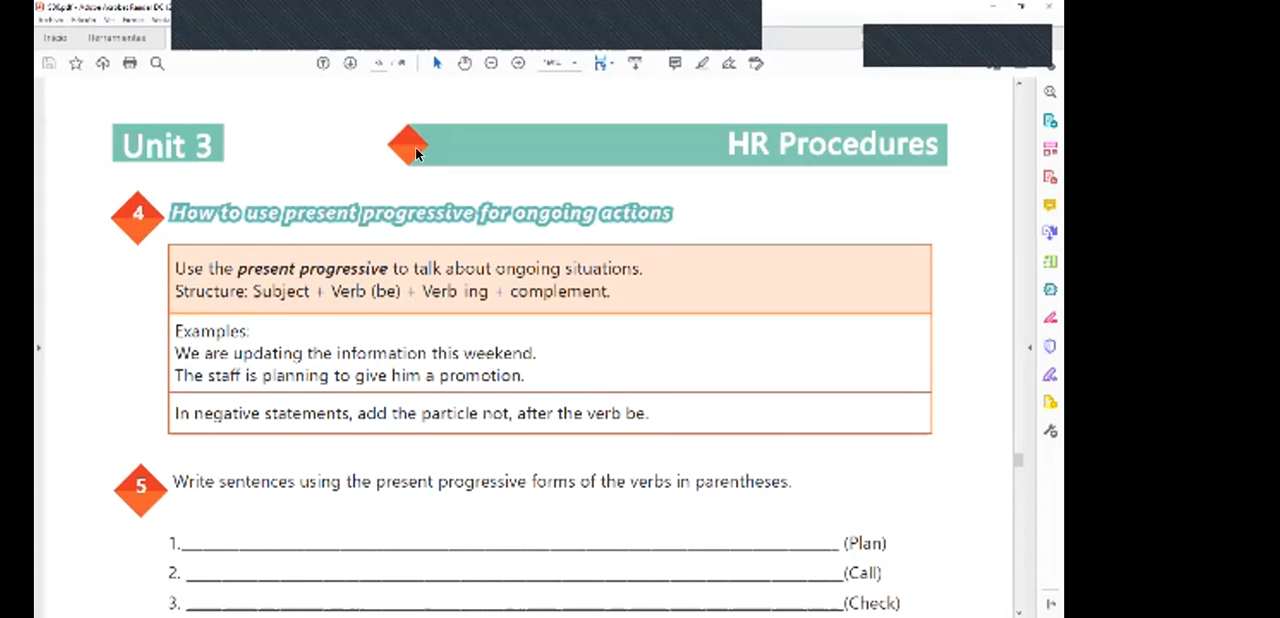 Inicio Herramientas
Unit 3
HR Procedures
4 How to use present progressive for ongoing actions
Use the present progressive to talk about ongoing situations.
Structure: Subject + Verb (be) + Verb ing + complement.
Examples:
We are updating the information this weekend.
The staff is planning to give him a promotion.
In negative statements, add the particle not, after the verb be.
5 Write sentences using the present progressive forms of the verbs in parentheses.
1. (Plan)
2. (Call)
3. (Check)